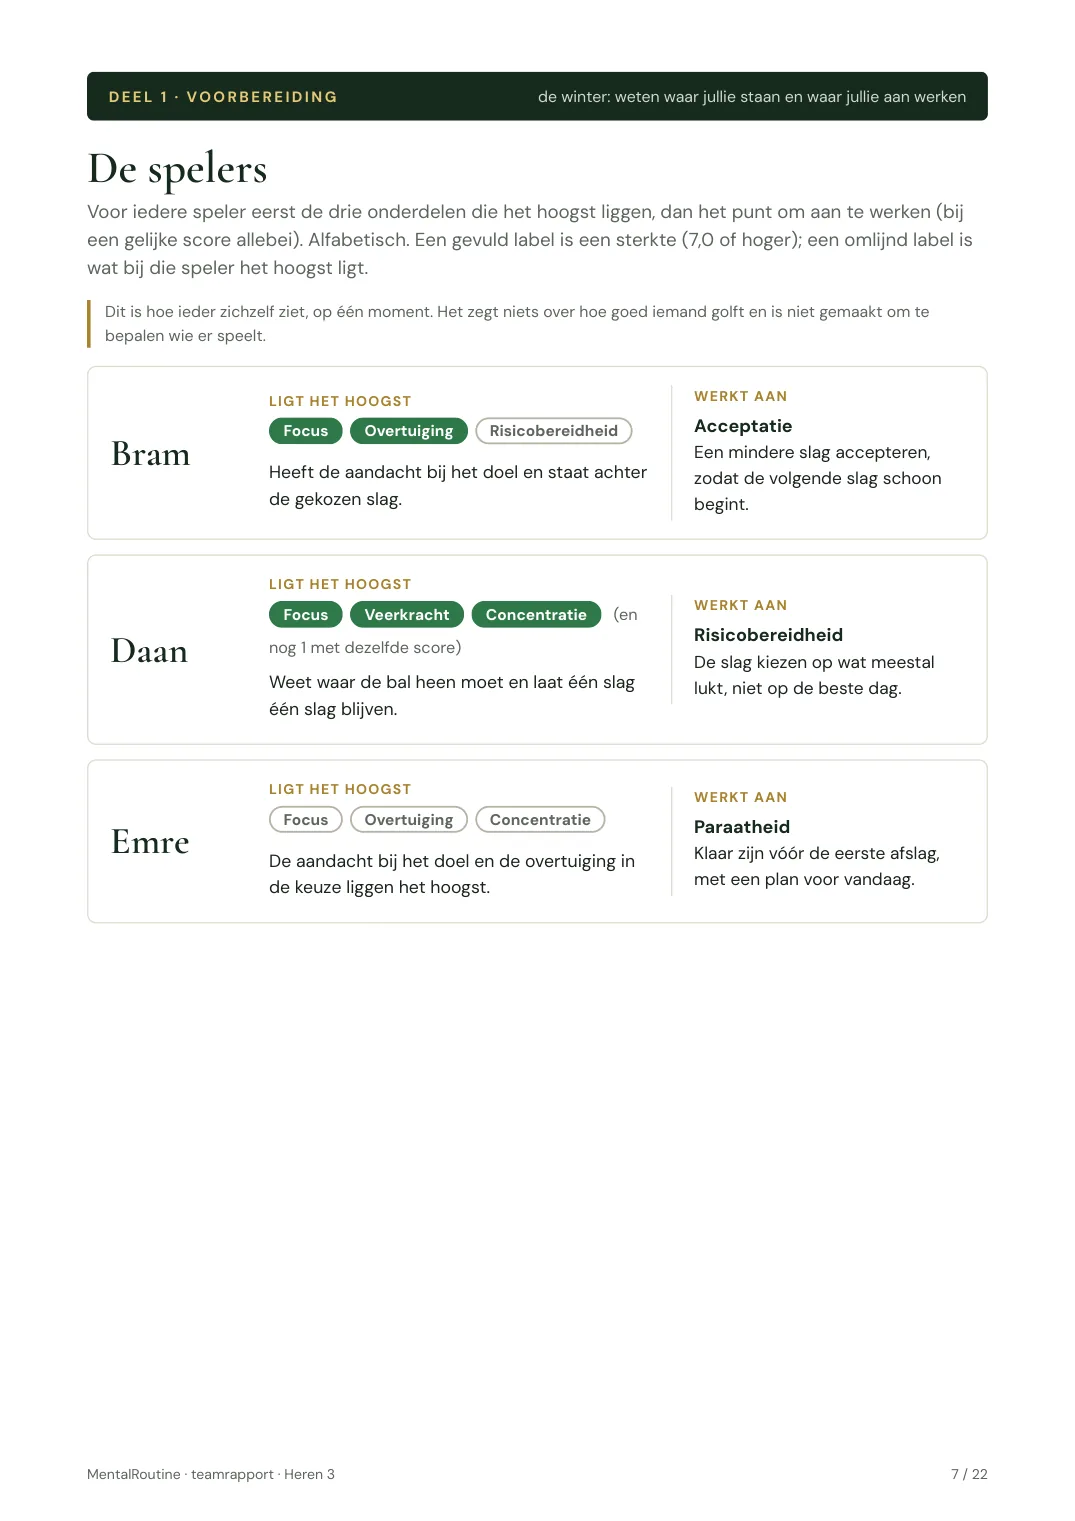 DEEL 1 · VOORBEREIDING
de winter: weten waar jullie staan en waar jullie aan werken
De spelers
Voor iedere speler eerst de drie onderdelen die het hoogst liggen, dan het punt om aan te werken (bij
een gelijke score allebei). Alfabetisch. Een gevuld label is een sterkte (7,0 of hoger); een omlijnd label is
wat bij die speler het hoogst ligt.
Dit is hoe ieder zichzelf ziet, op één moment. Het zegt niets over hoe goed iemand golft en is niet gemaakt om te
bepalen wie er speelt.
Bram
LIGT HET HOOGST
Focus Overtuiging Risicobereidheid
Heeft de aandacht bij het doel en staat achter
de gekozen slag.
WERKT AAN
Acceptatie
Een mindere slag accepteren,
zodat de volgende slag schoon
begint.
Daan
LIGT HET HOOGST
Focus Veerkracht Concentratie (en
nog 1 met dezelfde score)
Weet waar de bal heen moet en laat één slag
één slag blijven.
WERKT AAN
Risicobereidheid
De slag kiezen op wat meestal
lukt, niet op de beste dag.
Emre
LIGT HET HOOGST
Focus Overtuiging Concentratie
De aandacht bij het doel en de overtuiging in
de keuze liggen het hoogst.
WERKT AAN
Paraatheid
Klaar zijn vóór de eerste afslag,
met een plan voor vandaag.
MentalRoutine · teamrapport · Heren 3
7 / 22